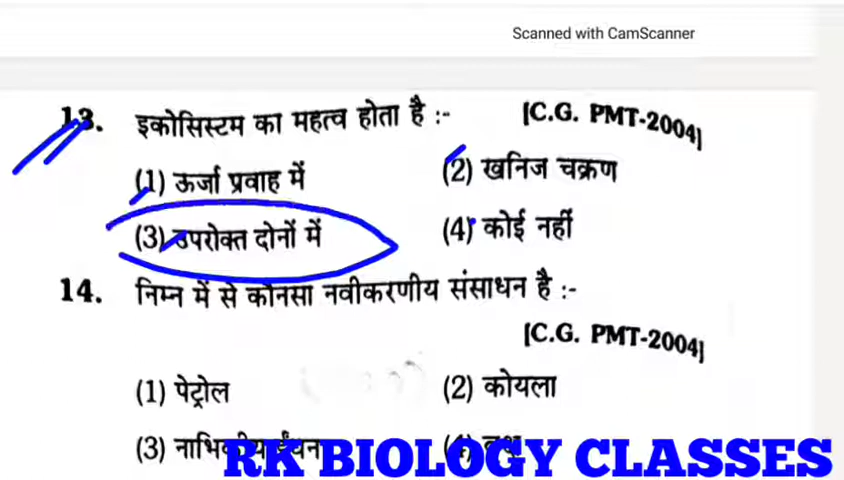 Scanned with CamScanner
13. इकोसिस्टम का महत्व होता है :- [C.G. PMT-2004]
(1) ऊर्जा प्रवाह में (2) खनिज चक्रण
(3) उपरोक्त दोनों में (4) कोई नहीं
14. निम्न में से कौनसा नवीकरणीय संसाधन है :-
[C.G. PMT-2004]
(1) पेट्रोल (2) कोयला
(3) (4)
RK BIOLOGY CLASSES